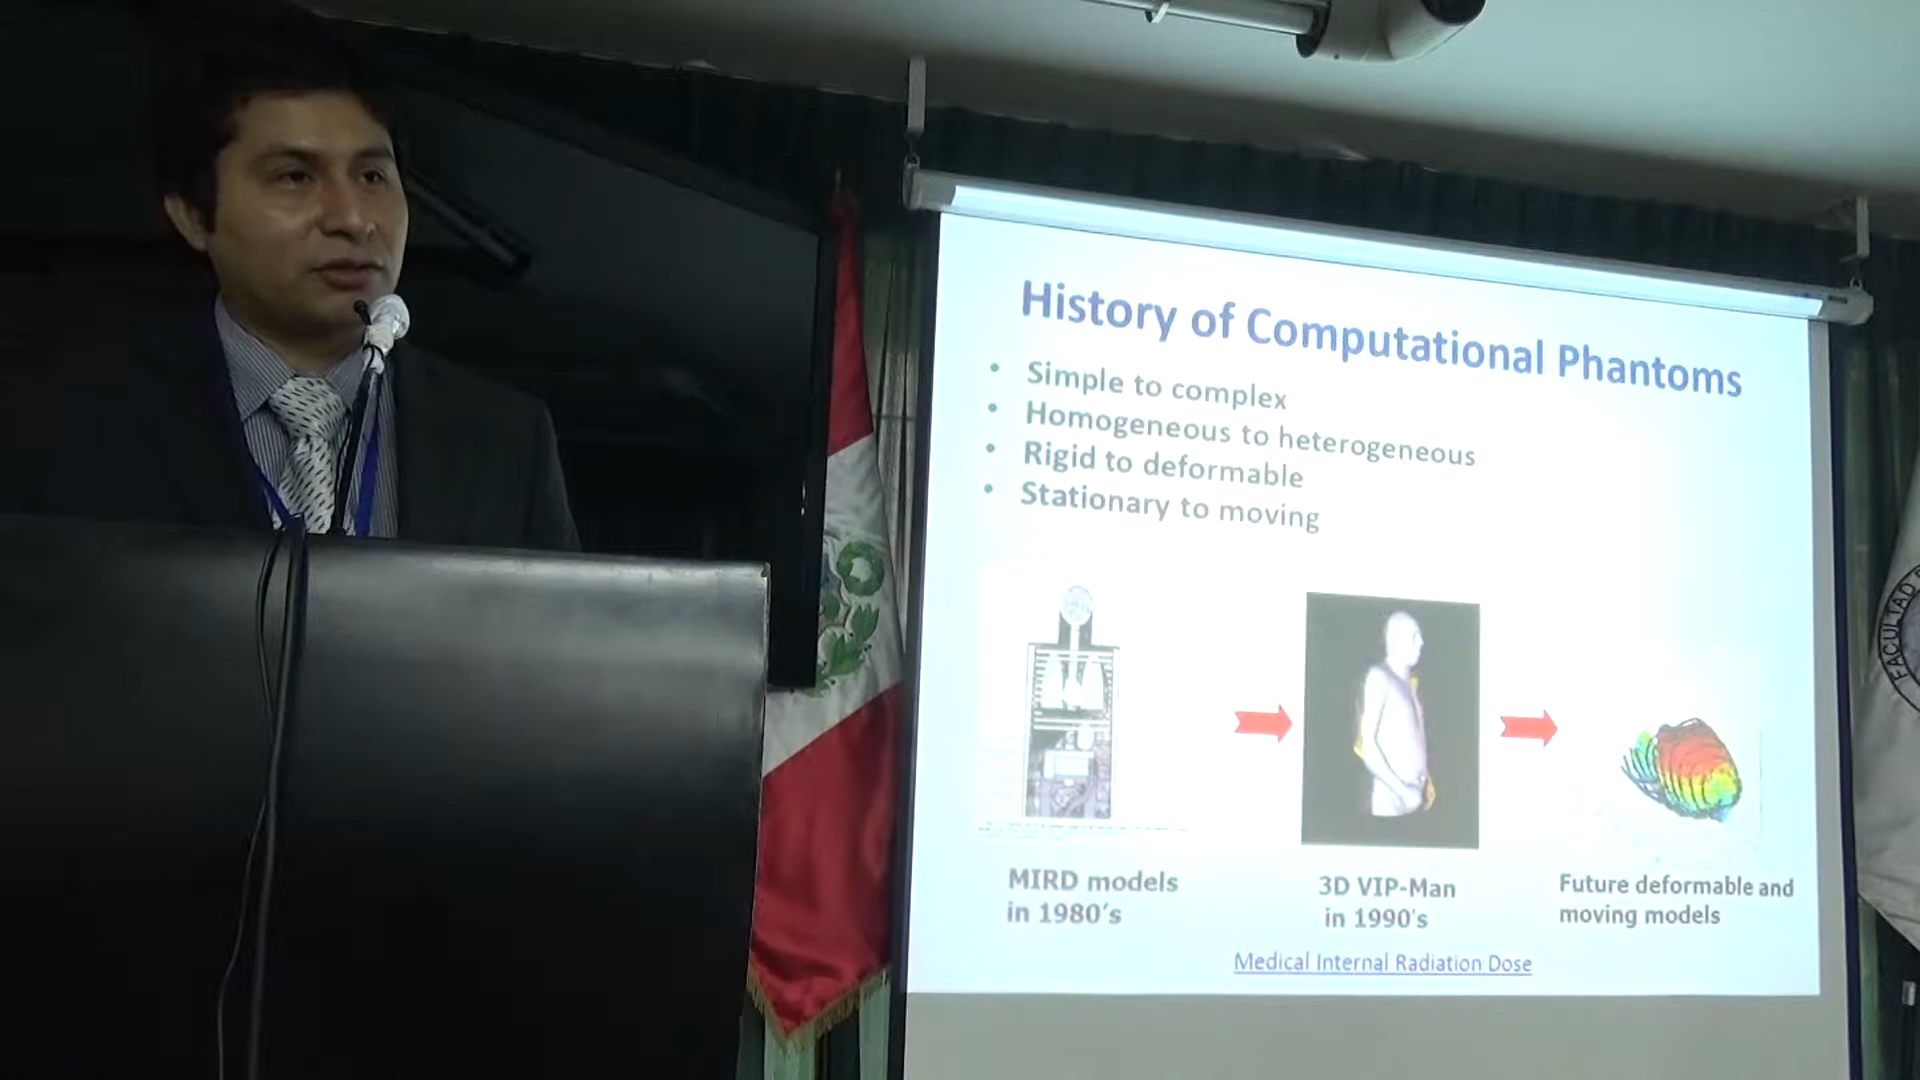 History of Computational Phantoms
• Simple to complex
• Homogeneous to heterogeneous
• Rigid to deformable
• Stationary to moving
MIRD models
in 1980's
3D VIP-Man
in 1990's
Future deformable and
moving models
Medical Internal Radiation Dose
FACULTAD